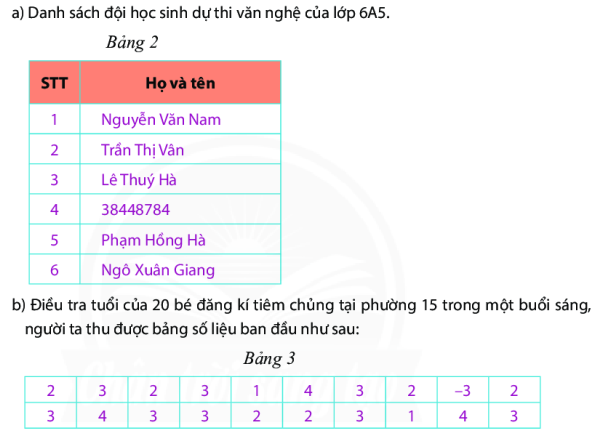 a) Danh sách đội học sinh dự thi văn nghệ của lớp 6A5.
Bảng 2
STT Họ và tên
1 Nguyễn Văn Nam
2 Trần Thị Vân
3 Lê Thuý Hà
4 38448784
5 Phạm Hồng Hà
6 Ngô Xuân Giang
b) Điều tra tuổi của 20 bé đăng kí tiêm chủng tại phường 15 trong một buổi sáng,
người ta thu được bảng số liệu ban đầu như sau:
Bảng 3
2 3 2 3 1 4 3 2 –3 2
3 4 3 3 2 2 3 1 4 3